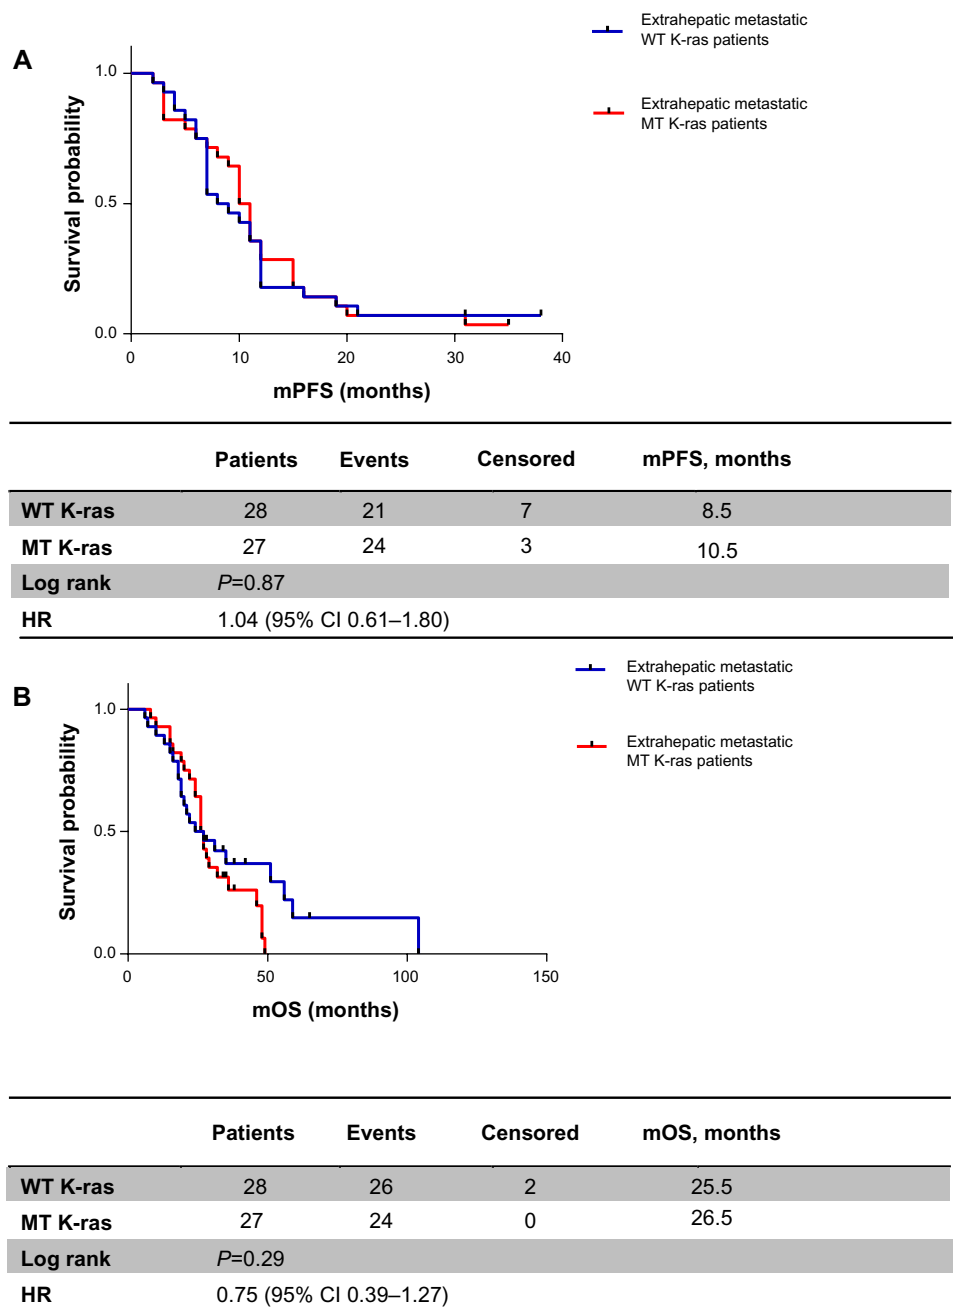 Extrahepatic metastatic
WT K-ras patients
A
Extrahepatic metastatic
MT K-ras patients
1.0
0.5
0.0
Survival probability
0 10 20 30 40
mPFS (months)
Patients Events Censored mPFS, months
WT K-ras 28 21 7 8.5
MT K-ras 27 24 3 10.5
Log rank P=0.87
HR 1.04 (95% CI 0.61–1.80)
Extrahepatic metastatic
WT K-ras patients
B
Extrahepatic metastatic
MT K-ras patients
1.0
0.5
0.0
Survival probability
0 50 100 150
mOS (months)
Patients Events Censored mOS, months
WT K-ras 28 26 2 25.5
MT K-ras 27 24 0 26.5
Log rank P=0.29
HR 0.75 (95% CI 0.39–1.27)